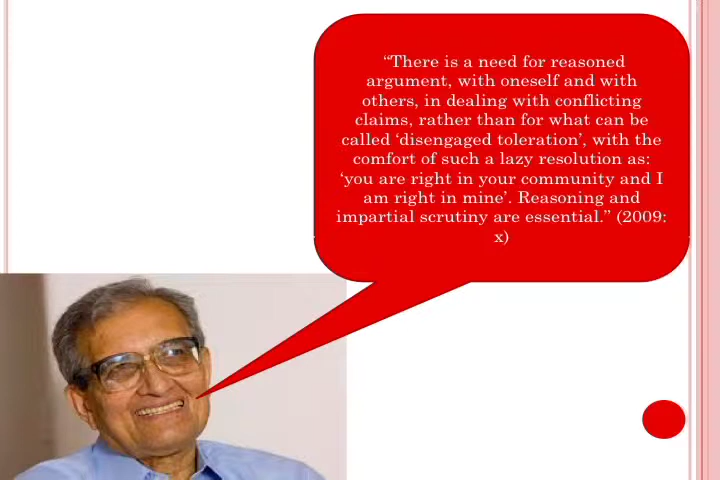 “There is a need for reasoned
argument, with oneself and with
others, in dealing with conflicting
claims, rather than for what can be
called ‘disengaged toleration’, with the
comfort of such a lazy resolution as:
‘you are right in your community and I
am right in mine’. Reasoning and
impartial scrutiny are essential.” (2009:
x)